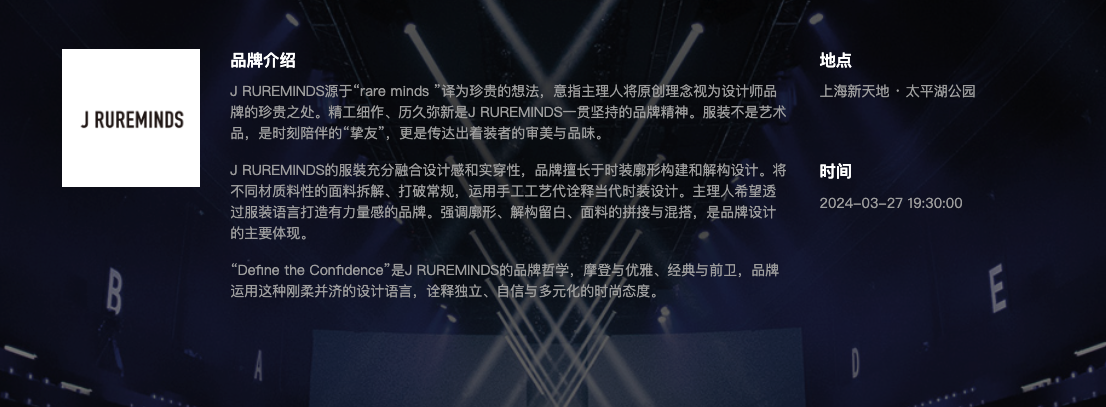 J RUREMINDS
品牌介绍
J RUREMINDS源于“rare minds ”译为珍贵的想法，意指主理人将原创理念视为设计师品
牌的珍贵之处。精工细作、历久弥新是J RUREMINDS一贯坚持的品牌精神。服装不是艺术
品，是时刻陪伴的“挚友”，更是传达出着装者的审美与品味。
J RUREMINDS的服裝充分融合设计感和实穿性，品牌擅长于时装廓形构建和解构设计。将
不同材质料性的面料拆解、打破常规，运用手工工艺代诠释当代时装设计。主理人希望透
过服装语言打造有力量感的品牌。强调廓形、解构留白、面料的拼接与混搭，是品牌设计
的主要体现。
“Define the Confidence”是J RUREMINDS的品牌哲学，摩登与优雅、经典与前卫，品牌
运用这种刚柔并济的设计语言，诠释独立、自信与多元化的时尚态度。
地点
上海新天地 · 太平湖公园
时间
2024-03-27 19:30:00
B
A
D
E